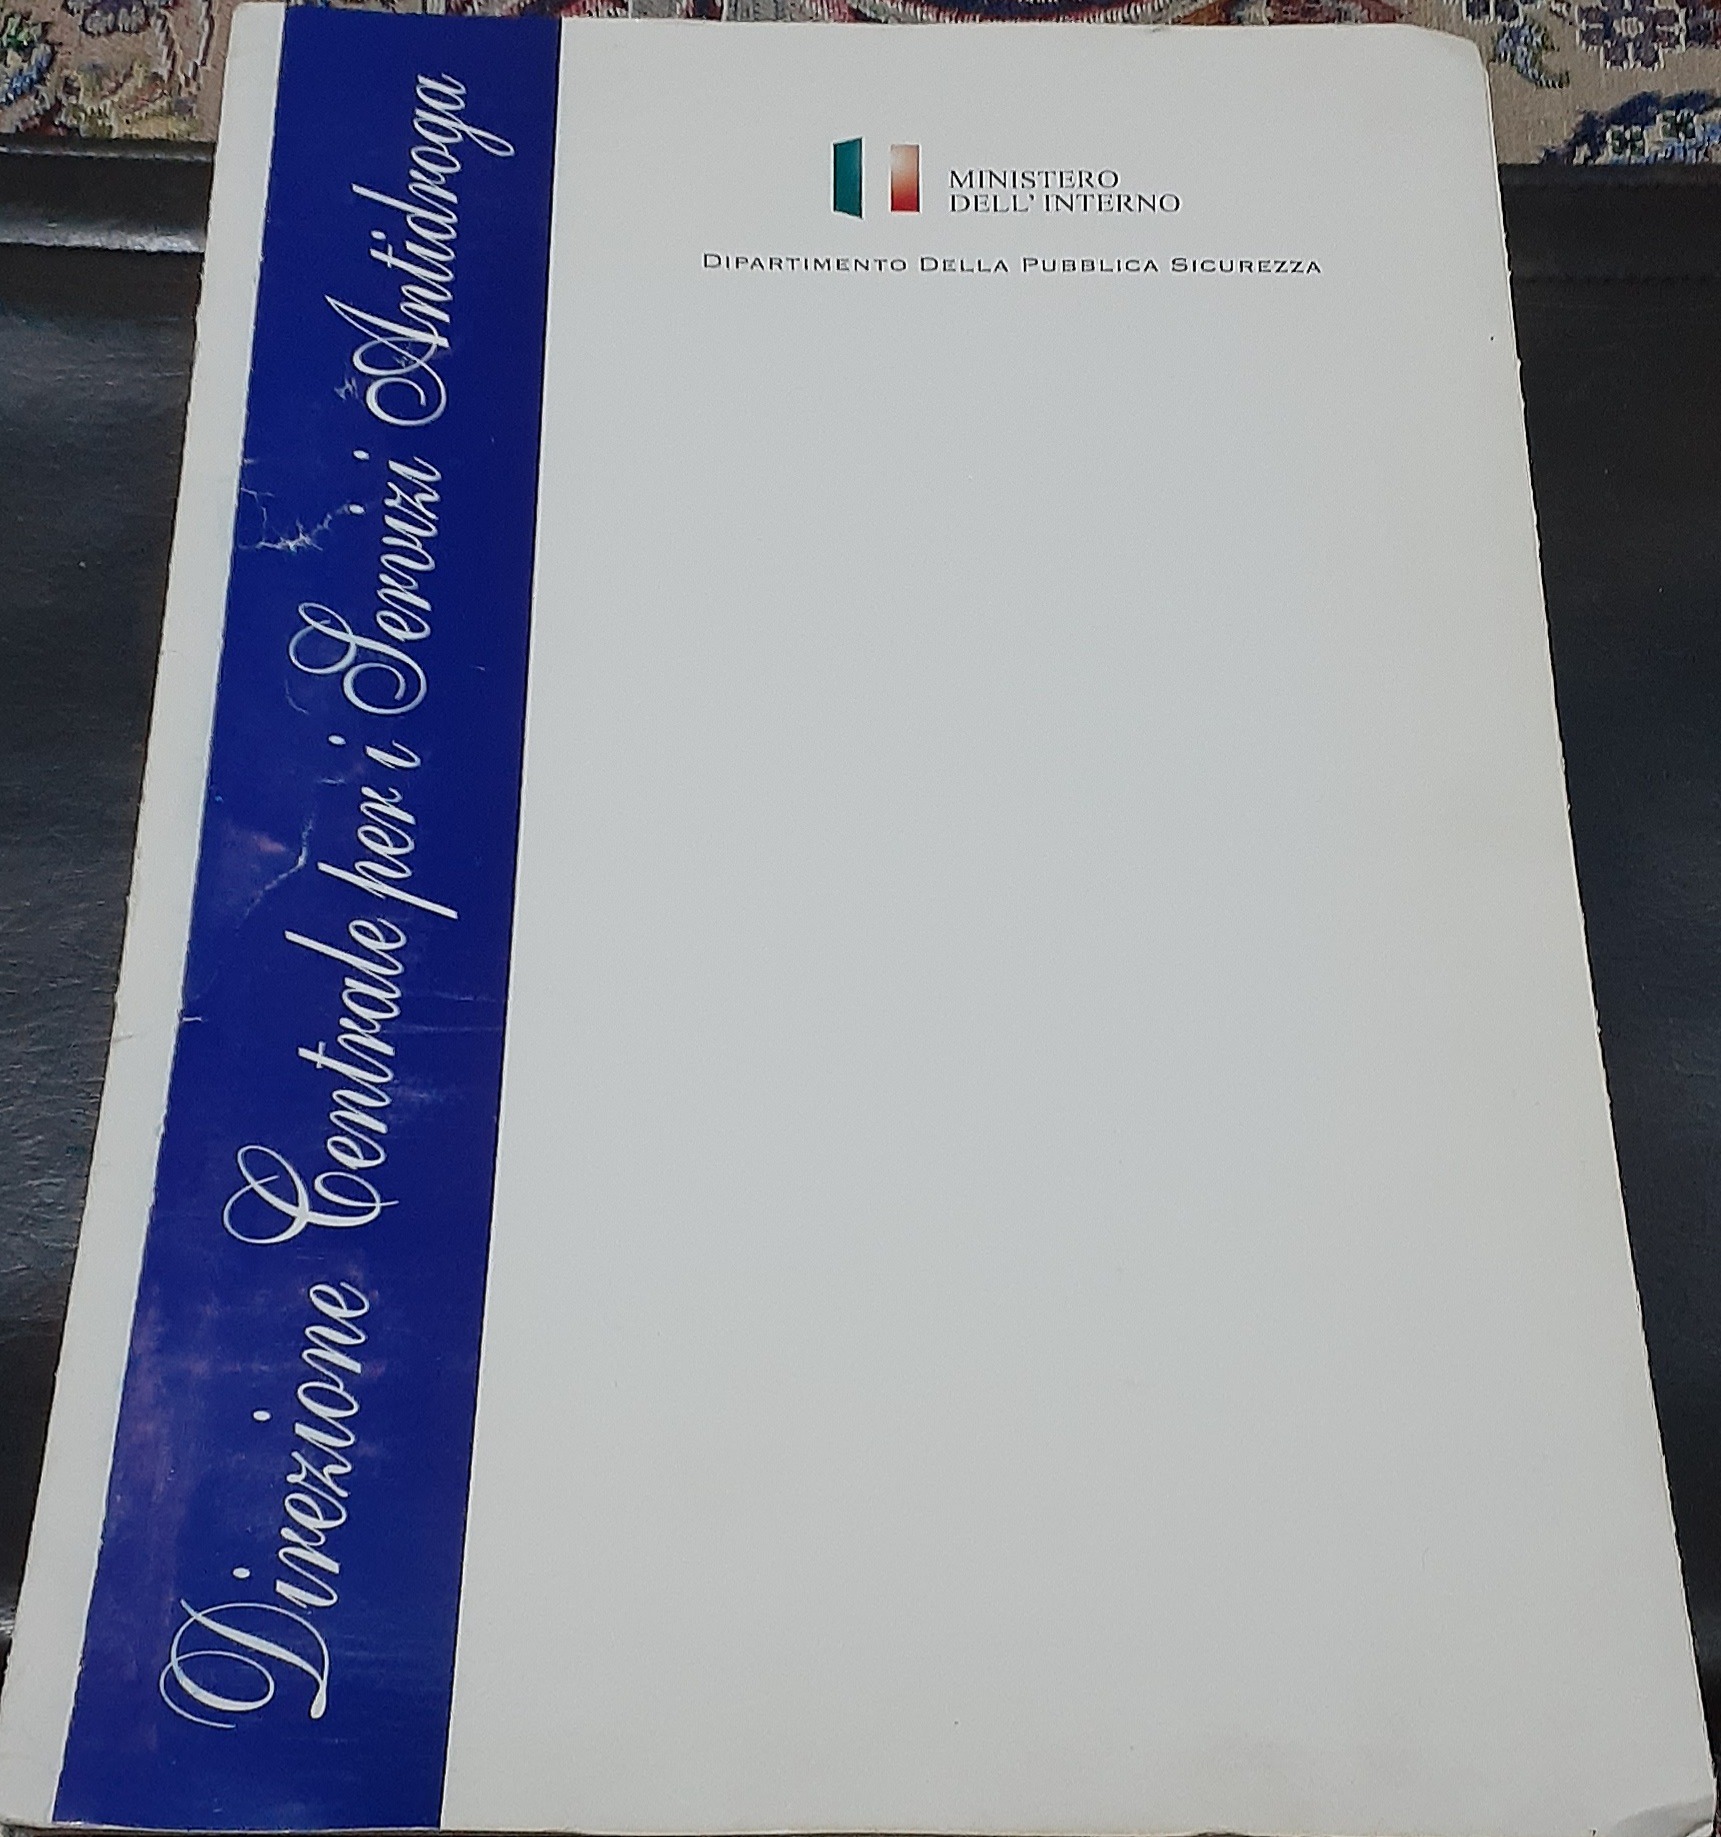 MINISTERO
DELL' INTERNO
DIPARTIMENTO DELLA PUBBLICA SICUREZZA
Direzione Centrale per i Servizi Antidroga